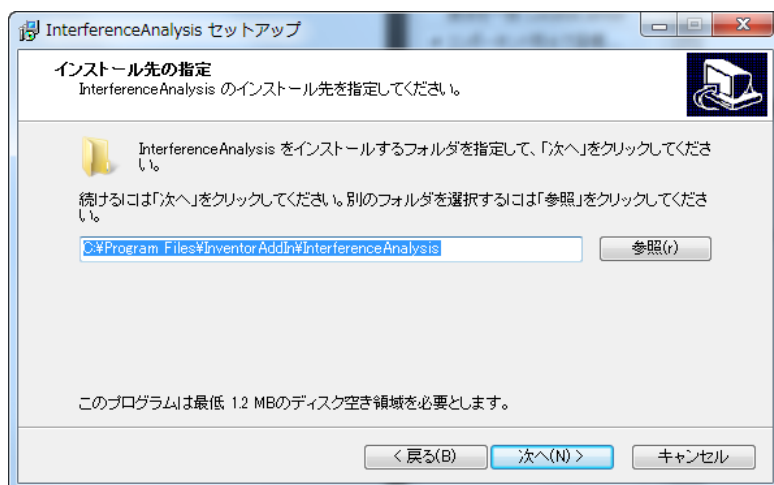 InterferenceAnalysis セットアップ
インストール先の指定
InterferenceAnalysis のインストール先を指定してください。
InterferenceAnalysis をインストールするフォルダを指定して、「次へ」をクリックしてくださ
い。
続けるには「次へ」をクリックしてください。別のフォルダを選択するには「参照」をクリックしてくださ
い。
C:¥Program Files¥InventorAddIn¥InterferenceAnalysis
参照(r)
このプログラムは最低 1.2 MBのディスク空き領域を必要とします。
< 戻る(B)
次へ(N) >
キャンセル